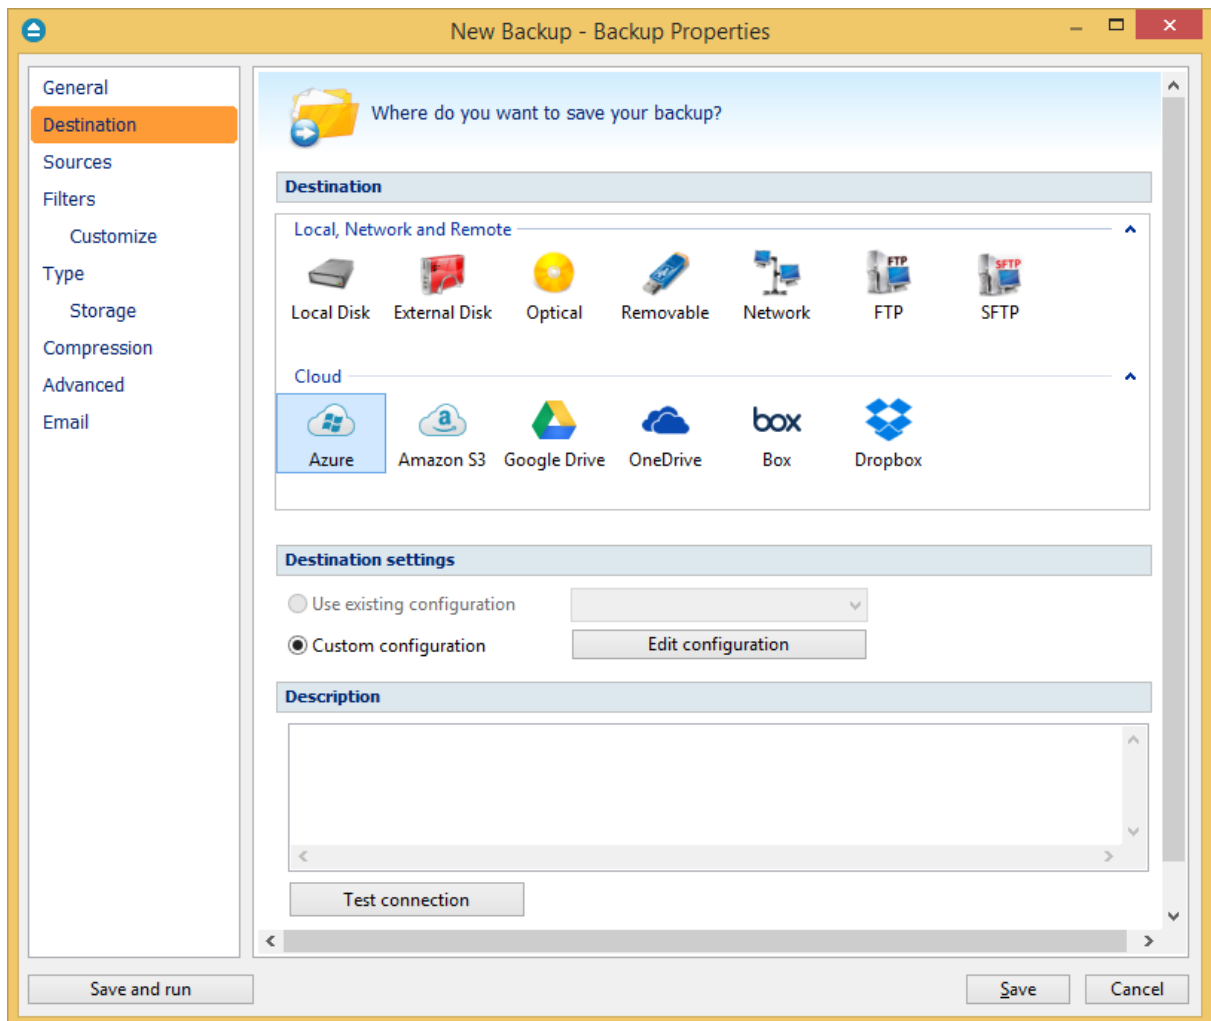 New Backup - Backup Properties
General
Destination
Sources
Filters
Customize
Type
Storage
Compression
Advanced
Email
Where do you want to save your backup?
Destination
Local, Network and Remote
FTP
SFTP
Local Disk External Disk Optical Removable Network FTP SFTP
Cloud
a
box
Azure Amazon S3 Google Drive OneDrive Box Dropbox
Destination settings
Use existing configuration
Custom configuration Edit configuration
Description
Test connection
Save and run Save Cancel